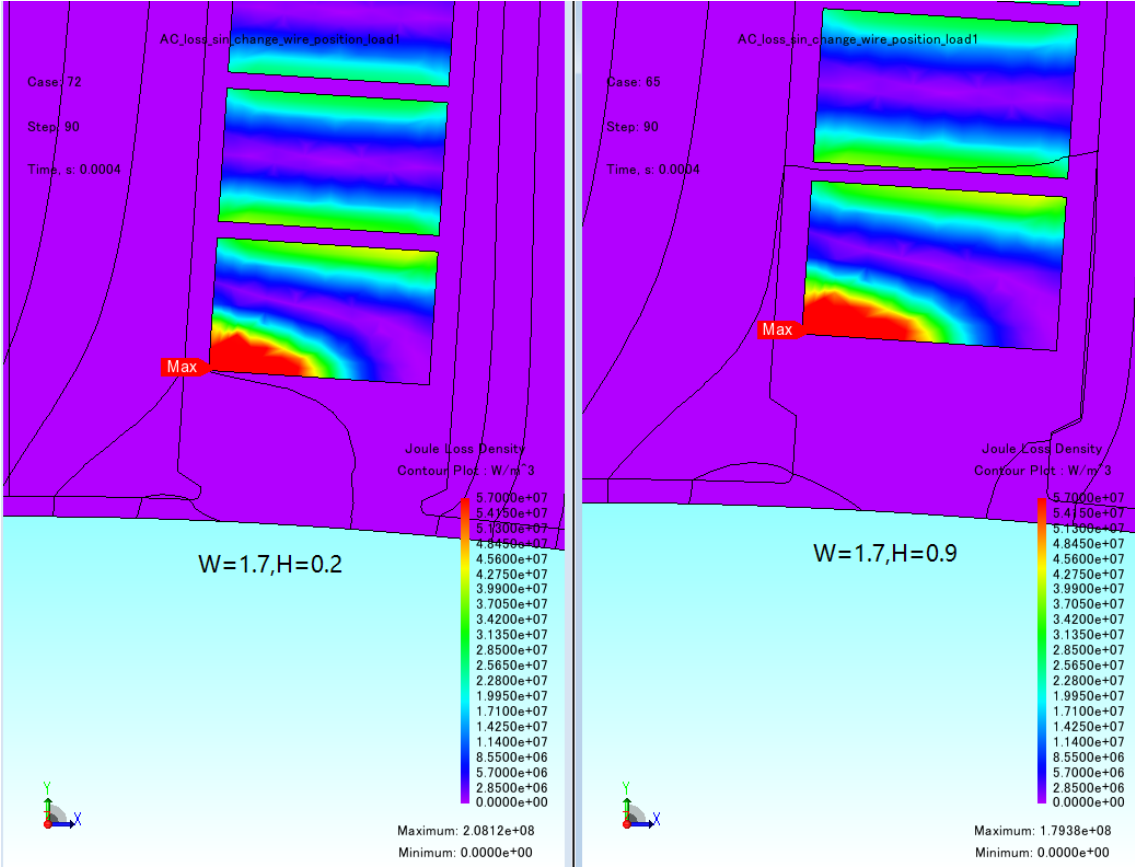 AC_loss_sin_change_wire_position_load1
Case: 72
Step: 90
Time, s: 0.0004
Max
Joule Loss Density
Contour Plot : W/m^3
5.7000e+07
5.4150e+07
5.1300e+07
4.8450e+07
4.5600e+07
4.2750e+07
3.9900e+07
3.7050e+07
3.4200e+07
3.1350e+07
2.8500e+07
2.5650e+07
2.2800e+07
1.9950e+07
1.7100e+07
1.4250e+07
1.1400e+07
8.5500e+06
5.7000e+06
2.8500e+06
0.0000e+00
W=1.7,H=0.2
Y
X
Maximum: 2.0812e+08
Minimum: 0.0000e+00
AC_loss_sin_change_wire_position_load1
Case: 65
Step: 90
Time, s: 0.0004
Max
Joule Loss Density
Contour Plot : W/m^3
5.7000e+07
5.4150e+07
5.1300e+07
4.8450e+07
4.5600e+07
4.2750e+07
3.9900e+07
3.7050e+07
3.4200e+07
3.1350e+07
2.8500e+07
2.5650e+07
2.2800e+07
1.9950e+07
1.7100e+07
1.4250e+07
1.1400e+07
8.5500e+06
5.7000e+06
2.8500e+06
0.0000e+00
W=1.7,H=0.9
Y
X
Maximum: 1.7938e+08
Minimum: 0.0000e+00